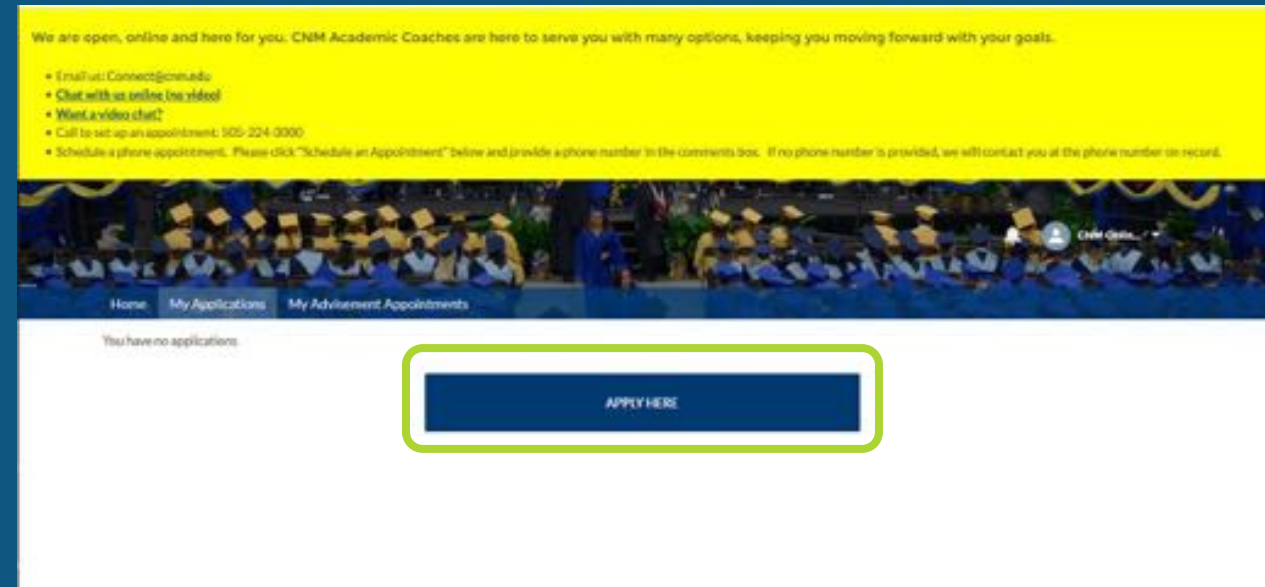 We are open, online and here for you. CNM Academic Coaches are here to serve you with many options, keeping you moving forward with your goals.
• Email us: Connect@cnm.edu
• Chat with us online (no video)
• Want a video chat?
• Call to set up an appointment: 505-224-3000
• Schedule a phone appointment. Please click "Schedule an Appointment" below and provide a phone number in the comments box. If no phone number is provided, we will contact you at the phone number on record.
CNM
Home My Applications My Advisement Appointments
You have no applications.
APPLY HERE